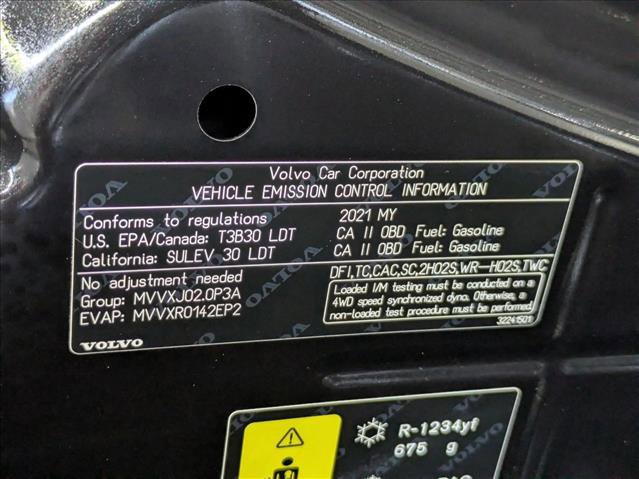 Volvo Car Corporation
VEHICLE EMISSION CONTROL INFORMATION
Conforms to regulations 2021 MY
U.S. EPA/Canada: T3B30 LDT CA II OBD Fuel: Gasoline
California: SULEV 30 LDT CA II OBD Fuel: Gasoline
No adjustment needed
Group: MVVXJ02.0P3A
EVAP: MVVXR0142EP2
DFI,TC,CAC,SC,2HO2S,WR-HO2S,TWC
Loaded I/M testing must be conducted on a
4WD speed synchronized dyno. Otherwise, a
non-loaded test procedure must be performed.
32241501
VOLVO
R-1234yf
675 g